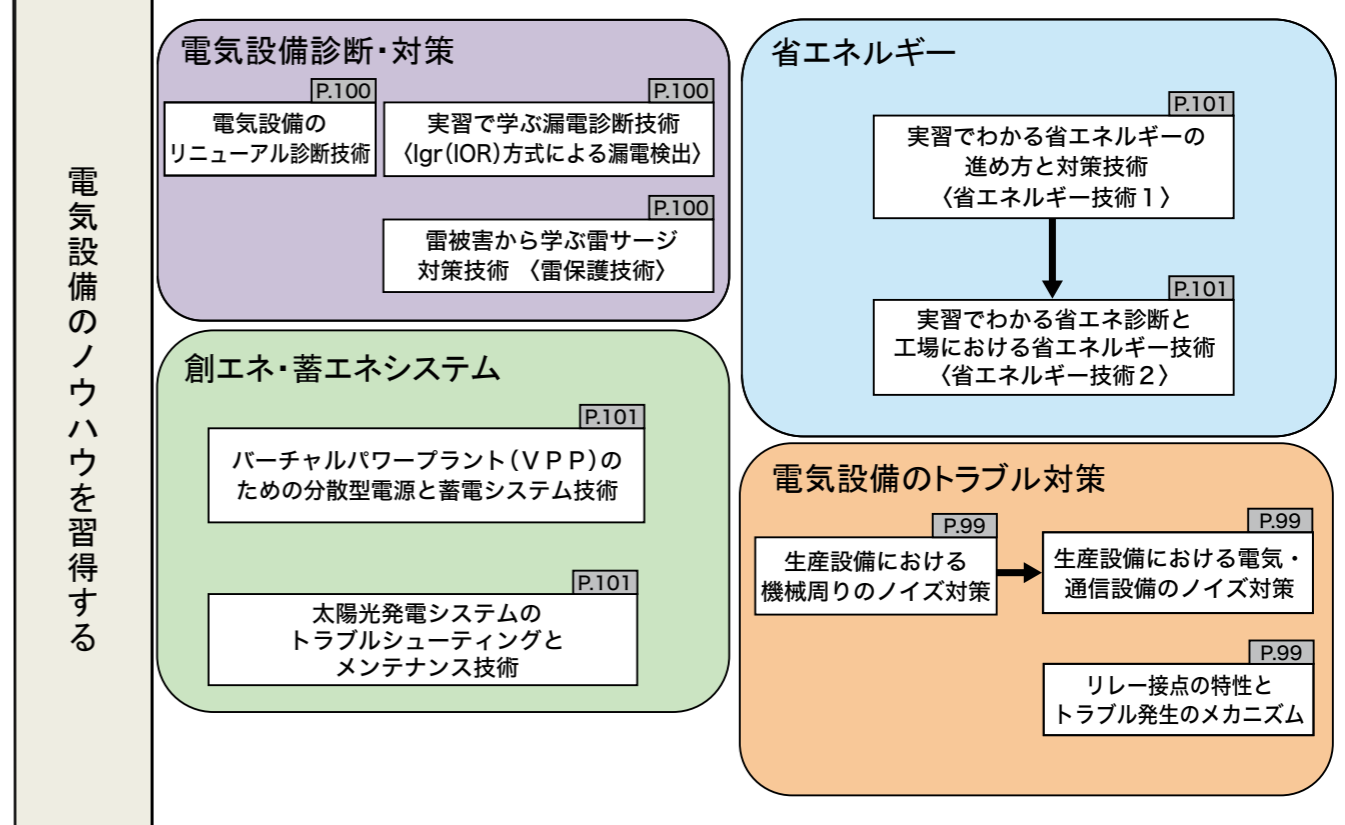 電気設備のノウハウを習得する
電気設備診断・対策
P.100
電気設備の
リニューアル診断技術
P.100
実習で学ぶ漏電診断技術
〈Igr(IOR)方式による漏電検出〉
P.100
雷被害から学ぶ雷サージ
対策技術 〈雷保護技術〉
創エネ・蓄エネシステム
P.101
バーチャルパワープラント(ＶＰＰ)の
ための分散型電源と蓄電システム技術
P.101
太陽光発電システムの
トラブルシューティングと
メンテナンス技術
省エネルギー
P.101
実習でわかる省エネルギーの
進め方と対策技術
〈省エネルギー技術１〉
P.101
実習でわかる省エネ診断と
工場における省エネルギー技術
〈省エネルギー技術２〉
電気設備のトラブル対策
P.99
生産設備における
機械周りのノイズ対策
P.99
生産設備における電気・
通信設備のノイズ対策
P.99
リレー接点の特性と
トラブル発生のメカニズム